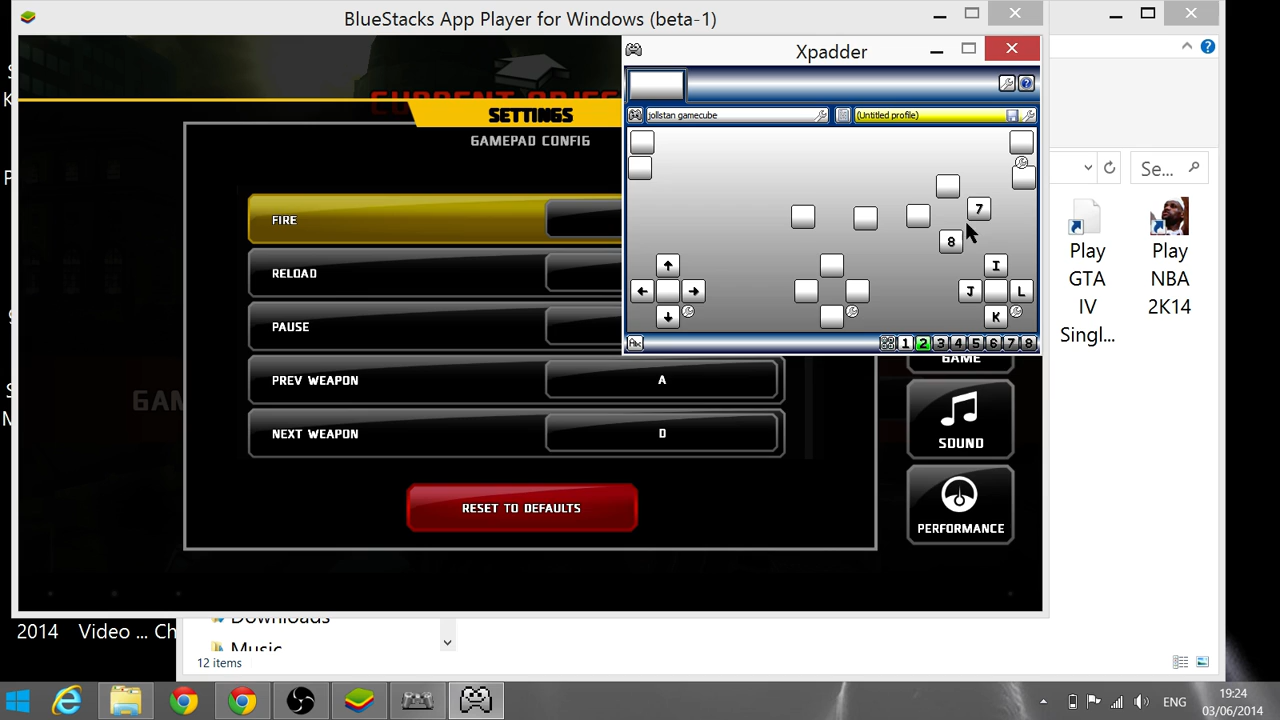 BlueStacks App Player for Windows (beta-1)
Xpadder
SETTINGS
GAMEPAD CONFIG
jollstan gamecube
(Untitled profile)
Se...
FIRE
RELOAD
PAUSE
PREV WEAPON
A
NEXT WEAPON
D
RESET TO DEFAULTS
7
8
I
J
L
K
Abc
1 2 3 4 5 6 7 8
GAME
SOUND
PERFORMANCE
Play GTA IV Singl...
Play NBA 2K14
2014
Video ...
Ch
Downloads
Music
12 items
ENG
19:24
03/06/2014